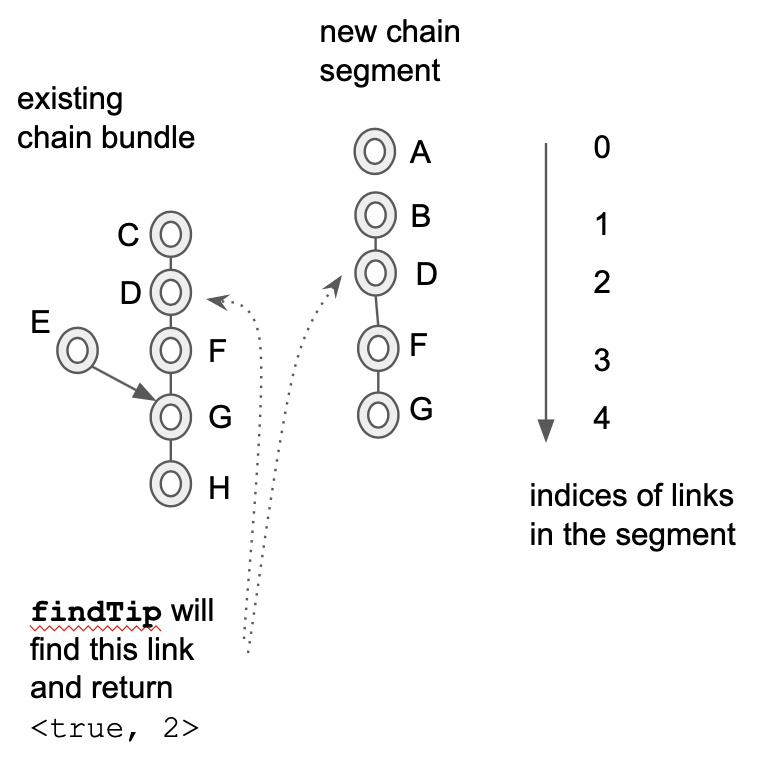 new chain
segment
existing
chain bundle
A
0
B
1
C
D
2
D
E
F
F
3
G
G
4
H
indices of links
in the segment
findTip will
find this link
and return
<true, 2>